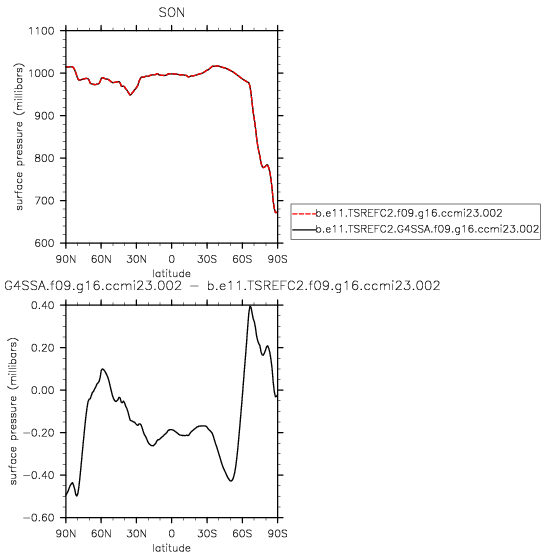 SON
1100
1000
900
800
700
600
surface pressure (millibars)
90N 60N 30N 0 30S 60S 90S
latitude
b.e11.TSREFC2.f09.g16.ccmi23.002
b.e11.TSREFC2.G4SSA.f09.g16.ccmi23.002
G4SSA.f09.g16.ccmi23.002 - b.e11.TSREFC2.f09.g16.ccmi23.002
0.40
0.20
0.00
-0.20
-0.40
-0.60
surface pressure (millibars)
90N 60N 30N 0 30S 60S 90S
latitude